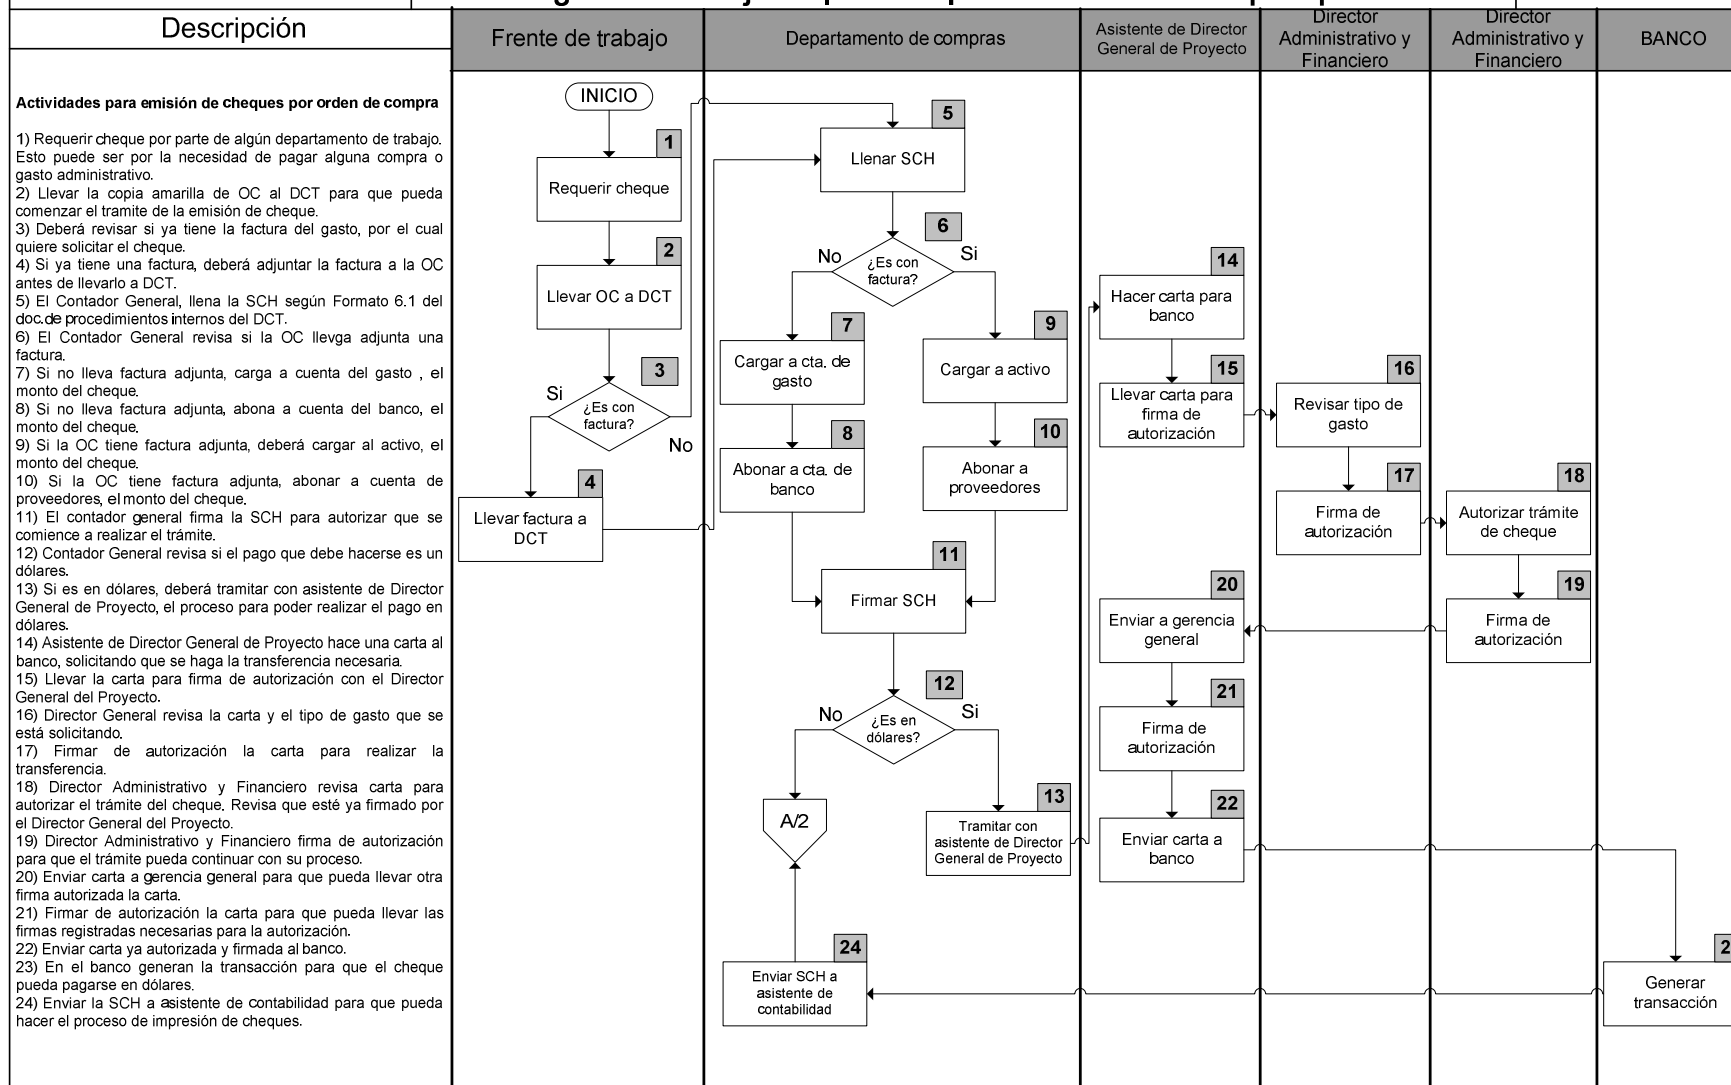 Descripción
Frente de trabajo
Departamento de compras
Asistente de Director
General de Proyecto
Director
Administrativo y
Financiero
Director
Administrativo y
Financiero
BANCO
Actividades para emisión de cheques por orden de compra
1) Requerir cheque por parte de algún departamento de trabajo.
Esto puede ser por la necesidad de pagar alguna compra o
gasto administrativo.
2) Llevar la copia amarilla de OC al DCT para que pueda
comenzar el tramite de la emisión de cheque.
3) Deberá revisar si ya tiene la factura del gasto, por el cual
quiere solicitar el cheque.
4) Si ya tiene una factura, deberá adjuntar la factura a la OC
antes de llevarlo a DCT.
5) El Contador General, llena la SCH según Formato 6.1 del
doc.de procedimientos internos del DCT.
6) El Contador General revisa si la OC llevga adjunta una
factura.
7) Si no lleva factura adjunta, carga a cuenta del gasto , el
monto del cheque.
8) Si no lleva factura adjunta, abona a cuenta del banco, el
monto del cheque.
9) Si la OC tiene factura adjunta, deberá cargar al activo, el
monto del cheque.
10) Si la OC tiene factura adjunta, abonar a cuenta de
proveedores, el monto del cheque.
11) El contador general firma la SCH para autorizar que se
comience a realizar el trámite.
12) Contador General revisa si el pago que debe hacerse es un
dólares.
13) Si es en dólares, deberá tramitar con asistente de Director
General de Proyecto, el proceso para poder realizar el pago en
dólares.
14) Asistente de Director General de Proyecto hace una carta al
banco, solicitando que se haga la transferencia necesaria.
15) Llevar la carta para firma de autorización con el Director
General del Proyecto.
16) Director General revisa la carta y el tipo de gasto que se
está solicitando.
17) Firmar de autorización la carta para realizar la
transferencia.
18) Director Administrativo y Financiero revisa carta para
autorizar el trámite del cheque. Revisa que esté ya firmado por
el Director General del Proyecto.
19) Director Administrativo y Financiero firma de autorización
para que el trámite pueda continuar con su proceso.
20) Enviar carta a gerencia general para que pueda llevar otra
firma autorizada la carta.
21) Firmar de autorización la carta para que pueda llevar las
firmas registradas necesarias para la autorización.
22) Enviar carta ya autorizada y firmada al banco.
23) En el banco generan la transacción para que el cheque
pueda pagarse en dólares.
24) Enviar la SCH a asistente de contabilidad para que pueda
hacer el proceso de impresión de cheques.
INICIO
1
Requerir cheque
2
Llevar OC a DCT
3
Si
¿Es con
factura?
No
4
Llevar factura a
DCT
5
Llenar SCH
6
No
¿Es con
factura?
Si
7
Cargar a cta. de
gasto
8
Abonar a cta. de
banco
9
Cargar a activo
10
Abonar a
proveedores
11
Firmar SCH
12
No
¿Es en
dólares?
Si
A/2
13
Tramitar con
asistente de Director
General de Proyecto
24
Enviar SCH a
asistente de
contabilidad
14
Hacer carta para
banco
15
Llevar carta para
firma de
autorización
16
Revisar tipo de
gasto
17
Firma de
autorización
18
Autorizar trámite
de cheque
19
Firma de
autorización
20
Enviar a gerencia
general
21
Firma de
autorización
22
Enviar carta a
banco
2
Generar
transacción